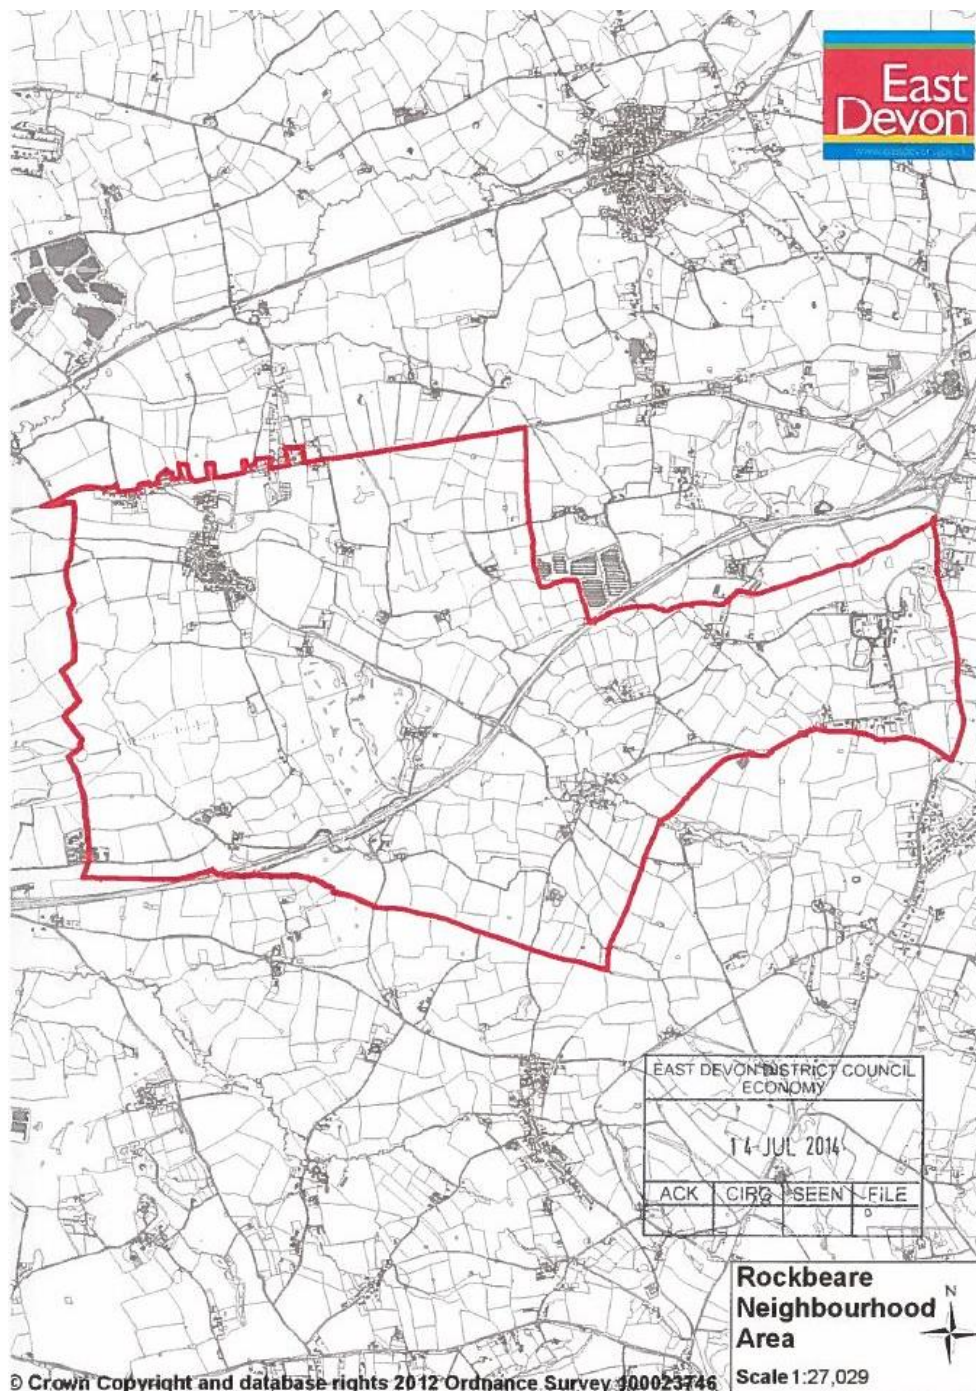 East
Devon
EAST DEVON DISTRICT COUNCIL
ECONOMY
14 JUL 2014
ACK CIRC SEEN FILE
Rockbeare
Neighbourhood
Area
N
Scale 1:27,029
© Crown Copyright and database rights 2012 Ordnance Survey 100023746